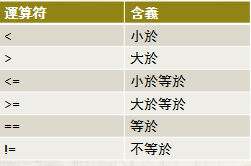 運算符 含義
< 小於
> 大於
<= 小於等於
>= 大於等於
== 等於
!= 不等於